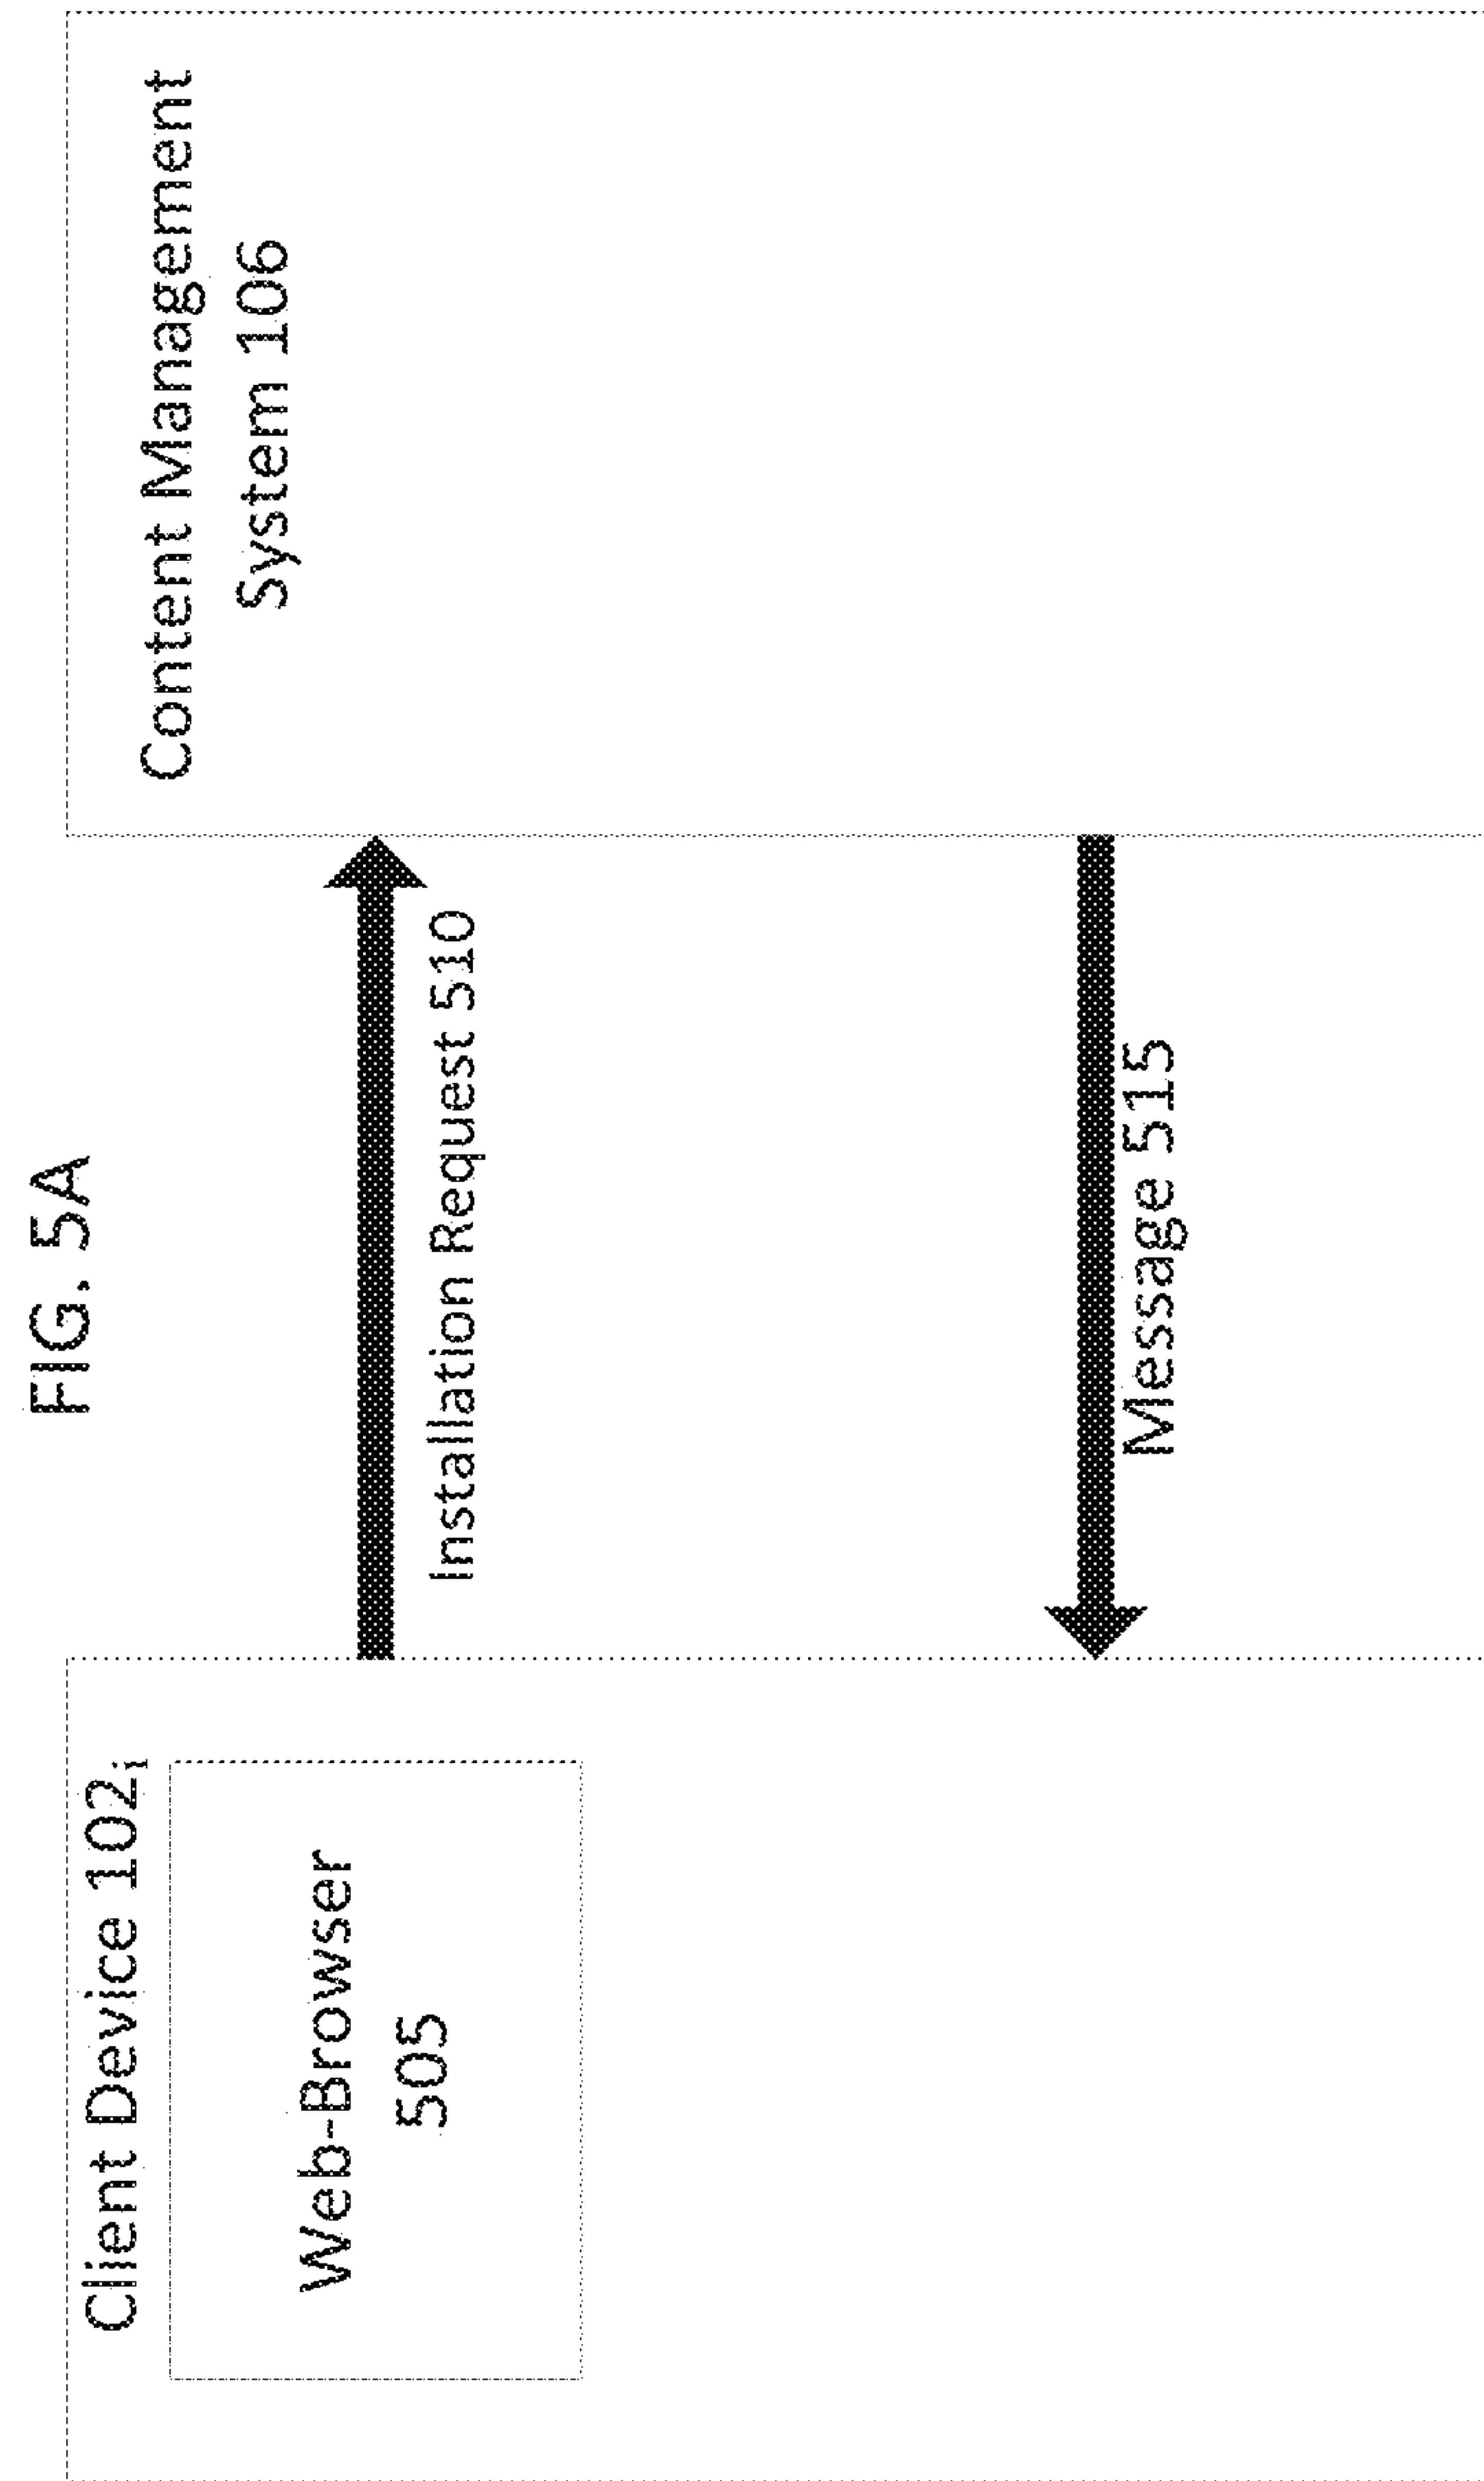 FIG. 5A
Client Device 102ᵢ
Web-Browser
505
Installation Request 510
Message 515
Content Management
System 106